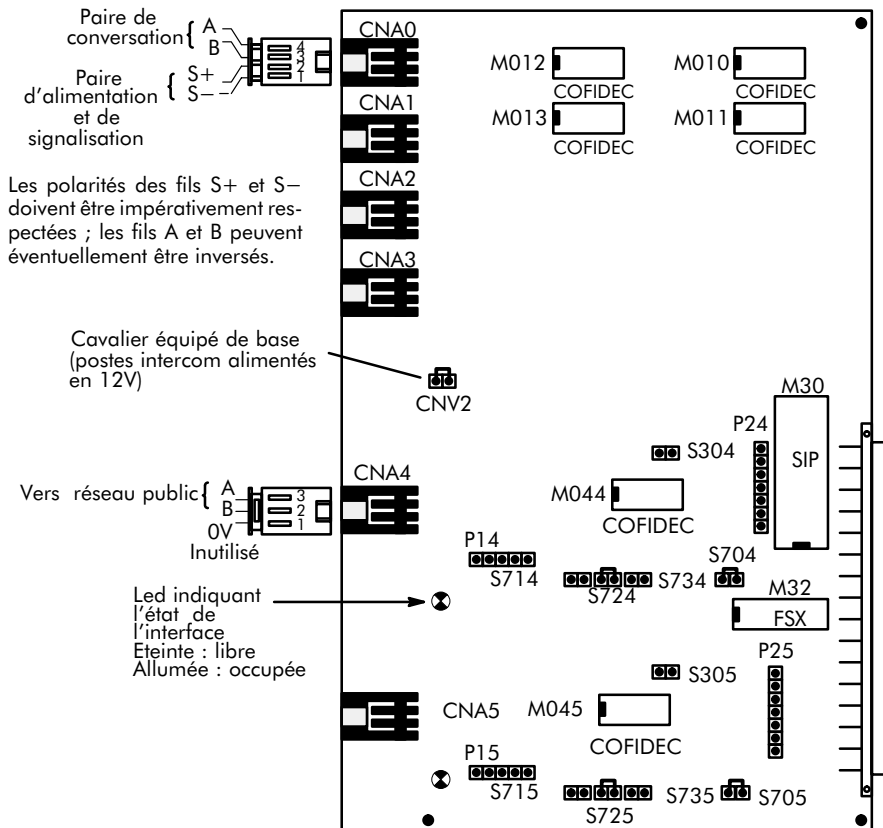 Paire de
conversation
A
B
4
3
2
1
Paire
d'alimentation
et de
signalisation
S+
S−
Les polarités des fils S+ et S−
doivent être impérativement res-
pectées ; les fils A et B peuvent
éventuellement être inversés.
CNA0
CNA1
CNA2
CNA3
M012
COFIDEC
M010
COFIDEC
M013
COFIDEC
M011
COFIDEC
Cavalier équipé de base
(postes intercom alimentés
en 12V)
CNV2
M30
SIP
P24
S304
M044
COFIDEC
CNA4
Vers réseau public
A
B
0V
Inutilisé
3
2
1
P14
S714
S724
S734
S704
M32
FSX
Led indiquant
l'état de
l'interface
Eteinte : libre
Allumée : occupée
P25
S305
CNA5
M045
COFIDEC
P15
S715
S725
S735
S705